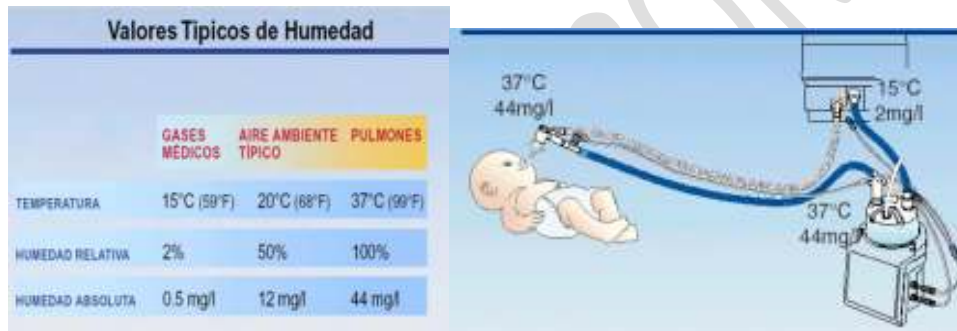 Valores Tipicos de Humedad
GASES MÉDICOS AIRE AMBIENTE TÍPICO PULMONES
TEMPERATURA 15°C (59°F) 20°C (68°F) 37°C (99°F)
HUMEDAD RELATIVA 2% 50% 100%
HUMEDAD ABSOLUTA 0.5 mg/l 12 mg/l 44 mg/l
37°C
44mg/l
15°C
2mg/l
37°C
44mg/l